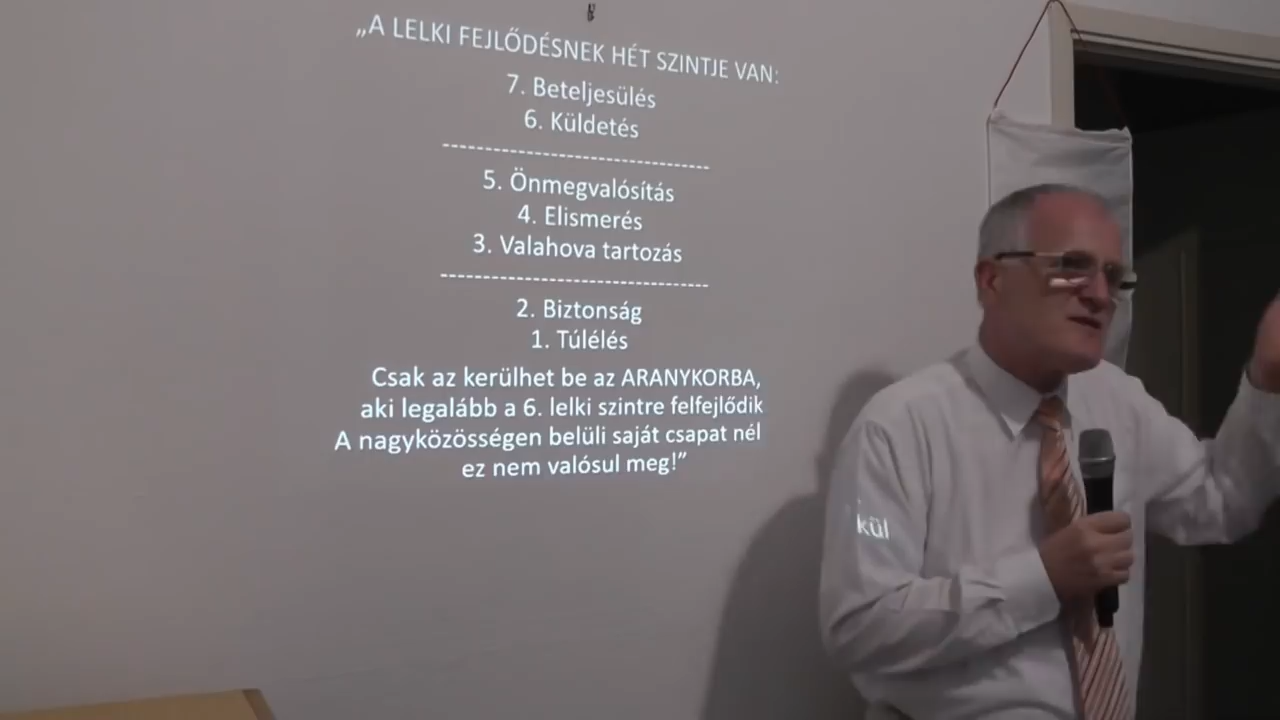 „A LELKI FEJLŐDÉSNEK HÉT SZINTJE VAN:
7. Beteljesülés
6. Küldetés
--------------------------------
5. Önmegvalósítás
4. Elismerés
3. Valahova tartozás
--------------------------------
2. Biztonság
1. Túlélés
Csak az kerülhet be az ARANYKORBA,
aki legalább a 6. lelki szintre felfejlődik
A nagyközösségen belüli saját csapat nél kül
ez nem valósul meg!”